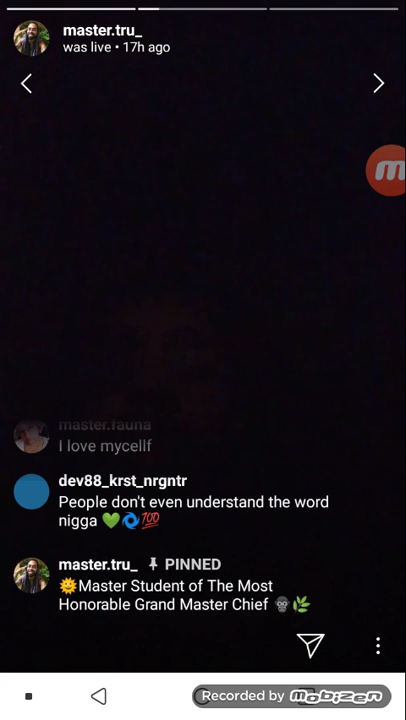 master.tru_
was live • 17h ago
m
master.fauna
I love mycellf
dev88_krst_nrgntr
People don't even understand the word
nigga 💚🌀💯
master.tru_ 📌 PINNED
🌞Master Student of The Most
Honorable Grand Master Chief 💀🌿
Recorded by mobizen